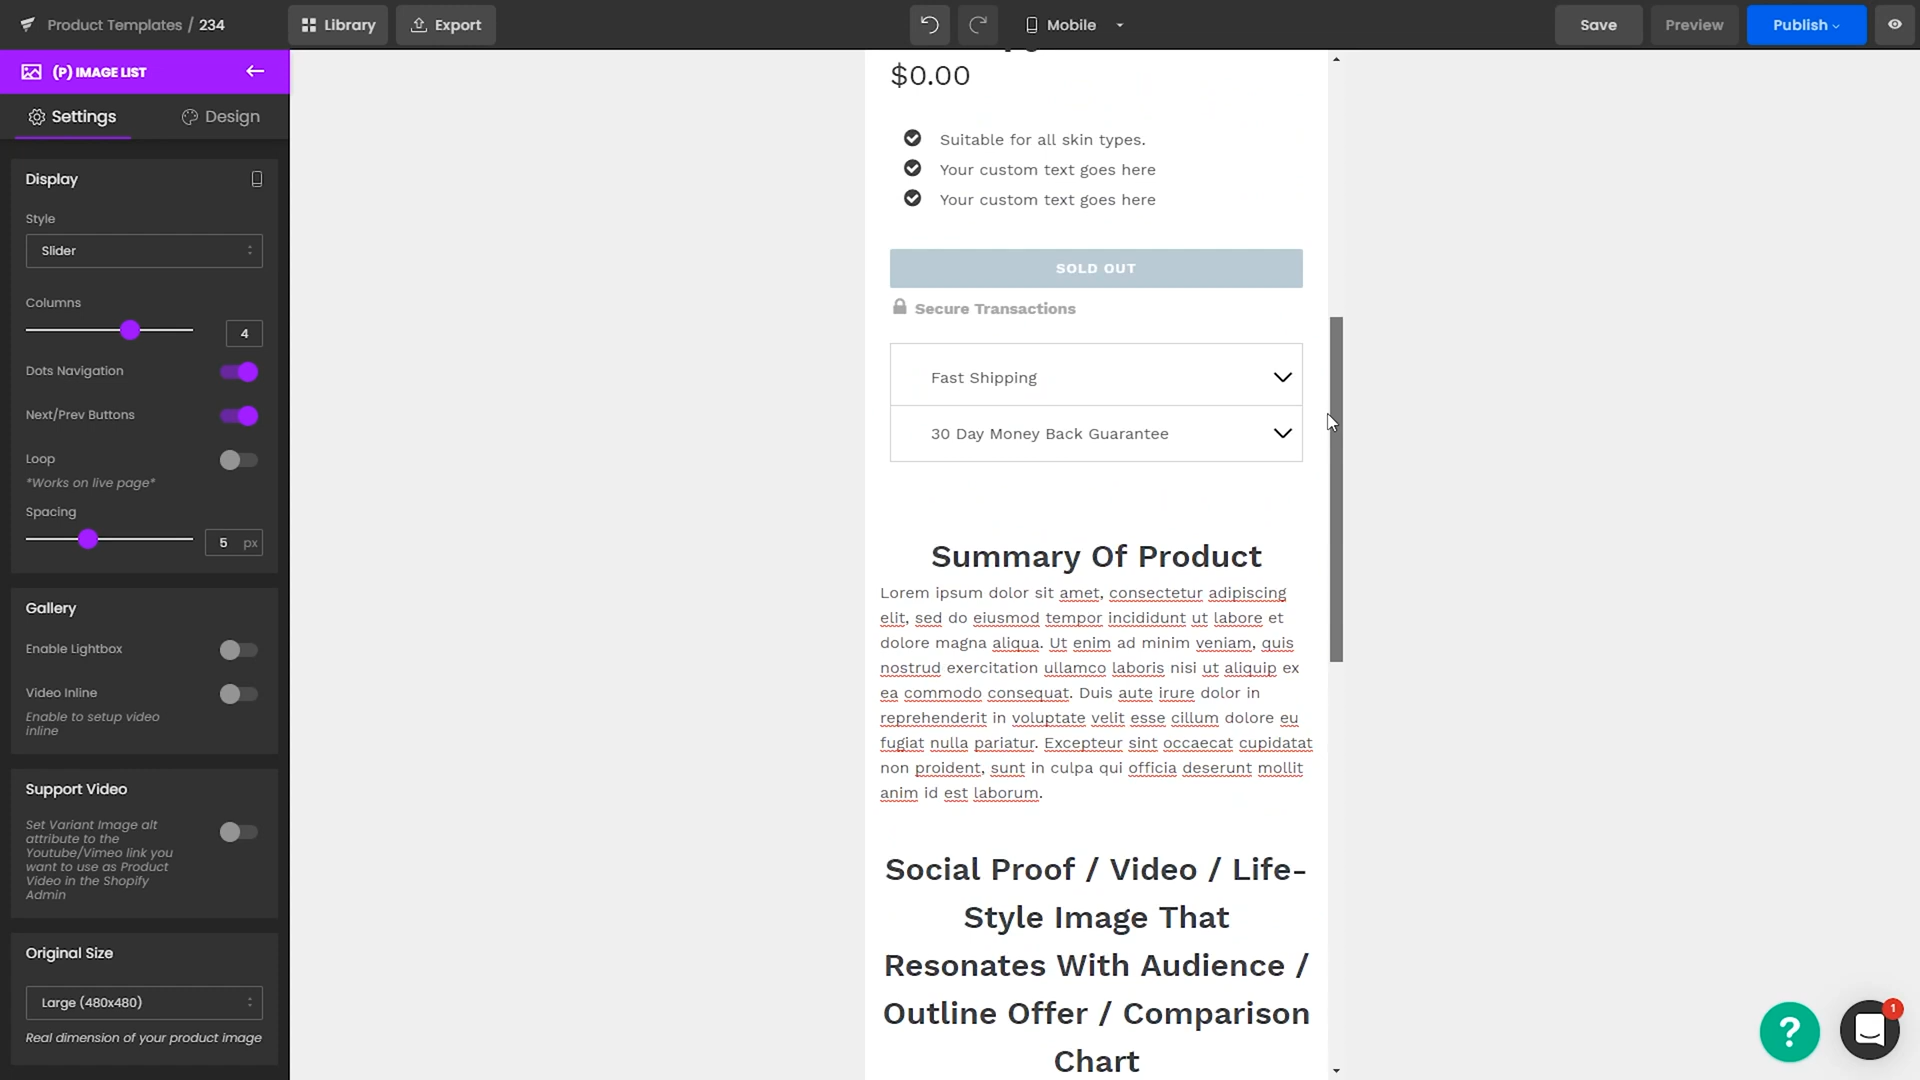 Product Templates / 234
Library
Export
Mobile
Save
Preview
Publish
(P) IMAGE LIST
Settings
Design
Display
Style
Slider
Columns
4
Dots Navigation
Next/Prev Buttons
Loop
*Works on live page*
Spacing
5 px
Gallery
Enable Lightbox
Video Inline
Enable to setup video
inline
Support Video
Set Variant Image alt
attribute to the
Youtube/Vimeo link you
want to use as Product
Video in the Shopify
Admin
Original Size
Large (480x480)
Real dimension of your product image
$0.00
Suitable for all skin types.
Your custom text goes here
Your custom text goes here
SOLD OUT
Secure Transactions
Fast Shipping
30 Day Money Back Guarantee
Summary Of Product
Lorem ipsum dolor sit amet, consectetur adipiscing
elit, sed do eiusmod tempor incididunt ut labore et
dolore magna aliqua. Ut enim ad minim veniam, quis
nostrud exercitation ullamco laboris nisi ut aliquip ex
ea commodo consequat. Duis aute irure dolor in
reprehenderit in voluptate velit esse cillum dolore eu
fugiat nulla pariatur. Excepteur sint occaecat cupidatat
non proident, sunt in culpa qui officia deserunt mollit
anim id est laborum.
Social Proof / Video / Life-
Style Image That
Resonates With Audience /
Outline Offer / Comparison
Chart
?
1